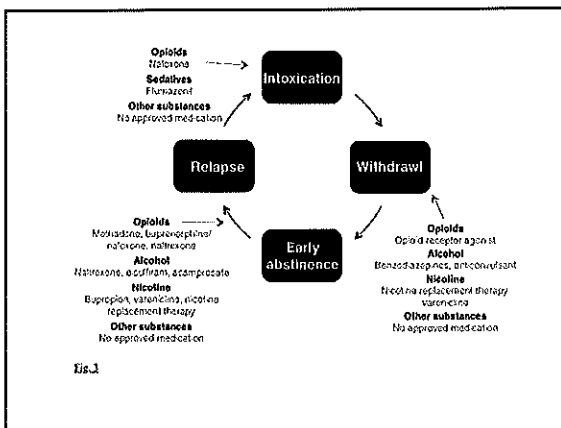 Opioids
Naloxone
Sedatives
Flumazenil
Other substances
No approved medication
Intoxication
Relapse
Withdrawl
Early
abstinence
Opioids
Methadone, buprenorphine/
naloxone, naltrexone
Alcohol
Naltrexone, disulfiram, acamprosate
Nicotine
Bupropion, varenicline, nicotine
replacement therapy
Other substances
No approved medication
Opioids
Opioid receptor agonist
Alcohol
Benzodiazepines, anticonvulsant
Nicotine
Nicotine replacement therapy
varenicline
Other substances
No approved medication